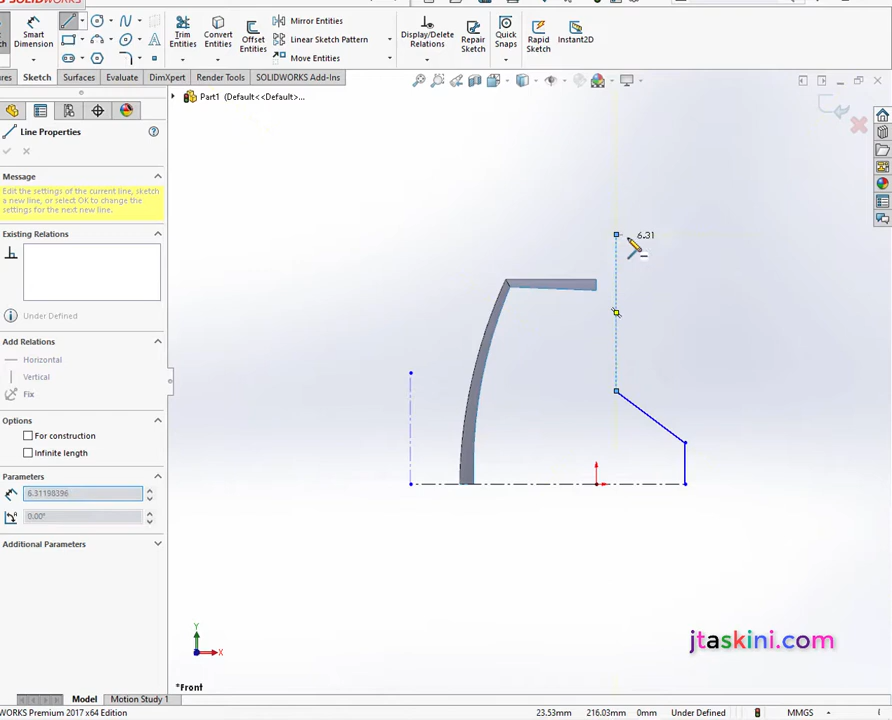 SOLIDWORKS
Smart Dimension
Trim Entities
Convert Entities
Offset Entities
Mirror Entities
Linear Sketch Pattern
Move Entities
Display/Delete Relations
Repair Sketch
Quick Snaps
Rapid Sketch
Instant2D
Sketch
Surfaces
Evaluate
DimXpert
Render Tools
SOLIDWORKS Add-Ins
Part1 (Default<<Default>...
Line Properties
Message
Edit the settings of the current line, sketch
a new line, or select OK to change the
settings for the next new line.
Existing Relations
Under Defined
Add Relations
Horizontal
Vertical
Fix
Options
For construction
Infinite length
Parameters
6.31198396
0.00°
Additional Parameters
6.31
Y
X
jtaskini.com
*Front
Model
Motion Study 1
WORKS Premium 2017 x64 Edition
23.53mm
216.03mm
0mm
Under Defined
MMGS